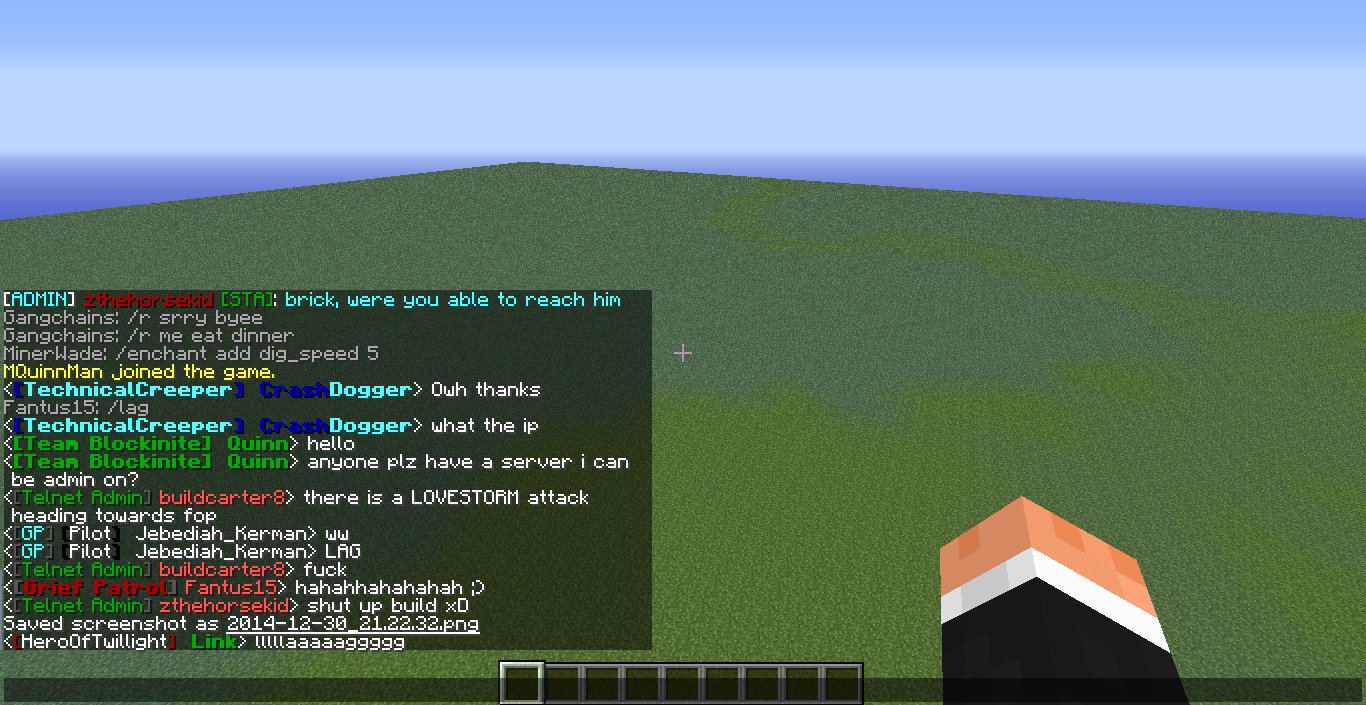 [ADMIN] zthehorsekid [STA]: brick, were you able to reach him
Gangchains: /r srry byee
Gangchains: /r me eat dinner
MinerWade: /enchant add dig_speed 5
MQuinnMan joined the game.
<[TechnicalCreeper] CrashDogger> Owh thanks
Fantus15: /lag
<[TechnicalCreeper] CrashDogger> what the ip
<[Team Blockinite] Quinn> hello
<[Team Blockinite] Quinn> anyone plz have a server i can
be admin on?
<[Telnet Admin] buildcarter8> there is a LOVESTORM attack
heading towards fop
<[GP] [Pilot] Jebediah_Kerman> ww
<[GP] [Pilot] Jebediah_Kerman> LAG
<[Telnet Admin] buildcarter8> fuck
<[Grief Patrol] Fantus15> hahahhahahahah ;)
<[Telnet Admin] zthehorsekid> shut up build xD
Saved screenshot as 2014-12-30_21.22.32.png
<[HeroOfTwillight] Link> lllllaaaaaggggg